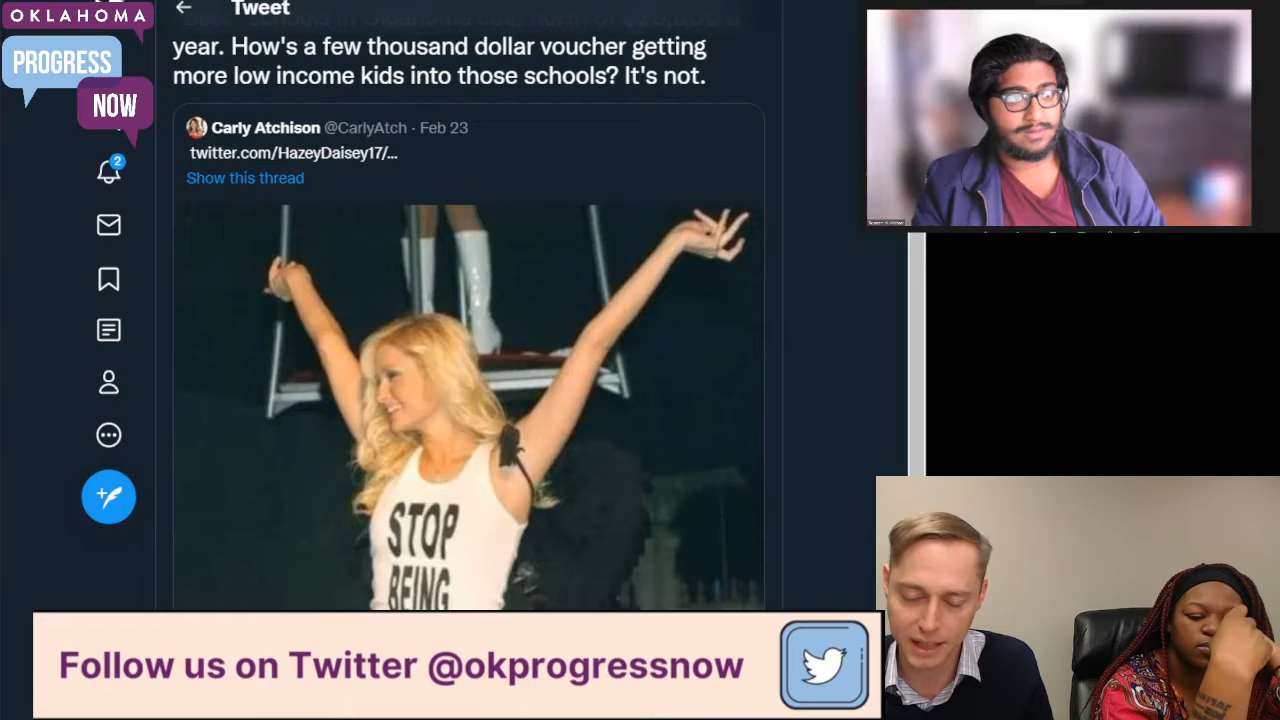 OKLAHOMA
PROGRESS
NOW
Tweet
year. How's a few thousand dollar voucher getting
more low income kids into those schools? It's not.
Carly Atchison @CarlyAtch · Feb 23
twitter.com/HazeyDaisey17/...
Show this thread
2
STOP
BEING
Follow us on Twitter @okprogressnow